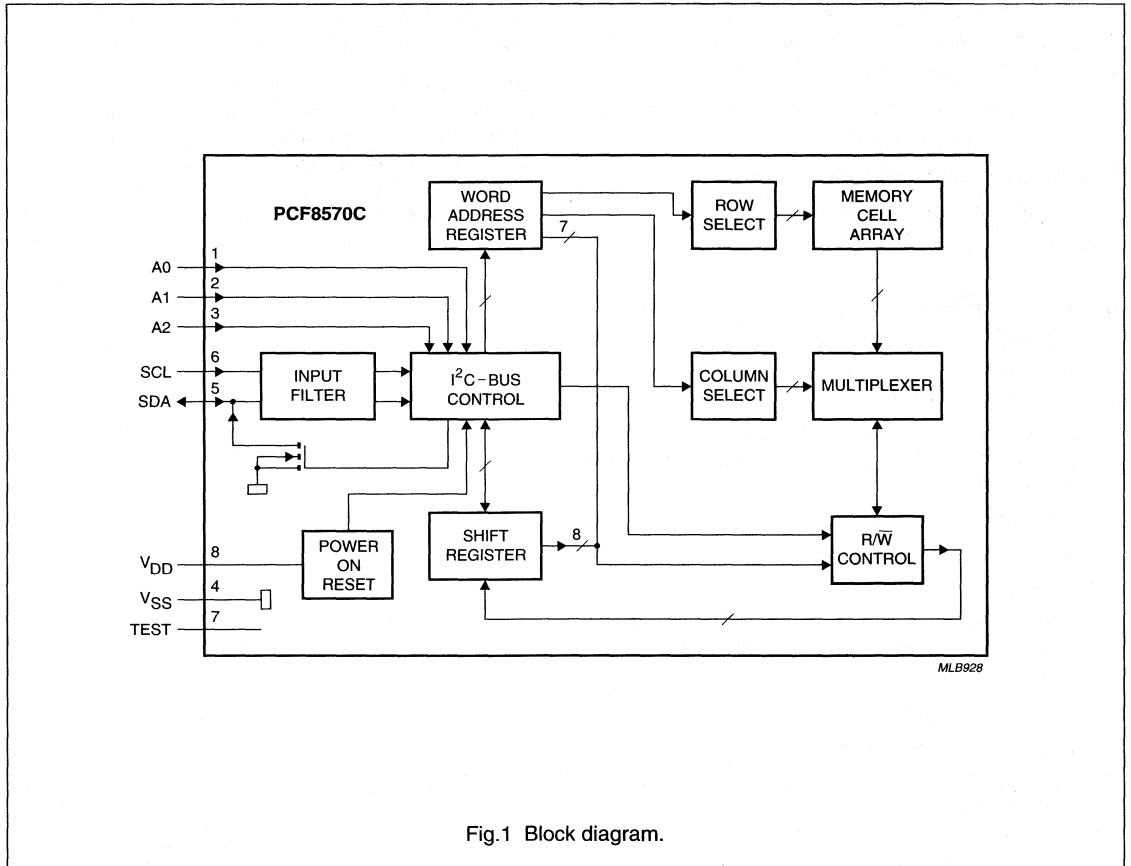 PCF8570C
WORD
ADDRESS
REGISTER
7
ROW
SELECT
MEMORY
CELL
ARRAY
A0
1
A1
2
A2
3
SCL
6
SDA
5
INPUT
FILTER
I²C-BUS
CONTROL
COLUMN
SELECT
MULTIPLEXER
POWER
ON
RESET
SHIFT
REGISTER
8
R/W̅
CONTROL
VDD
8
VSS
4
TEST
7
MLB928
Fig.1 Block diagram.